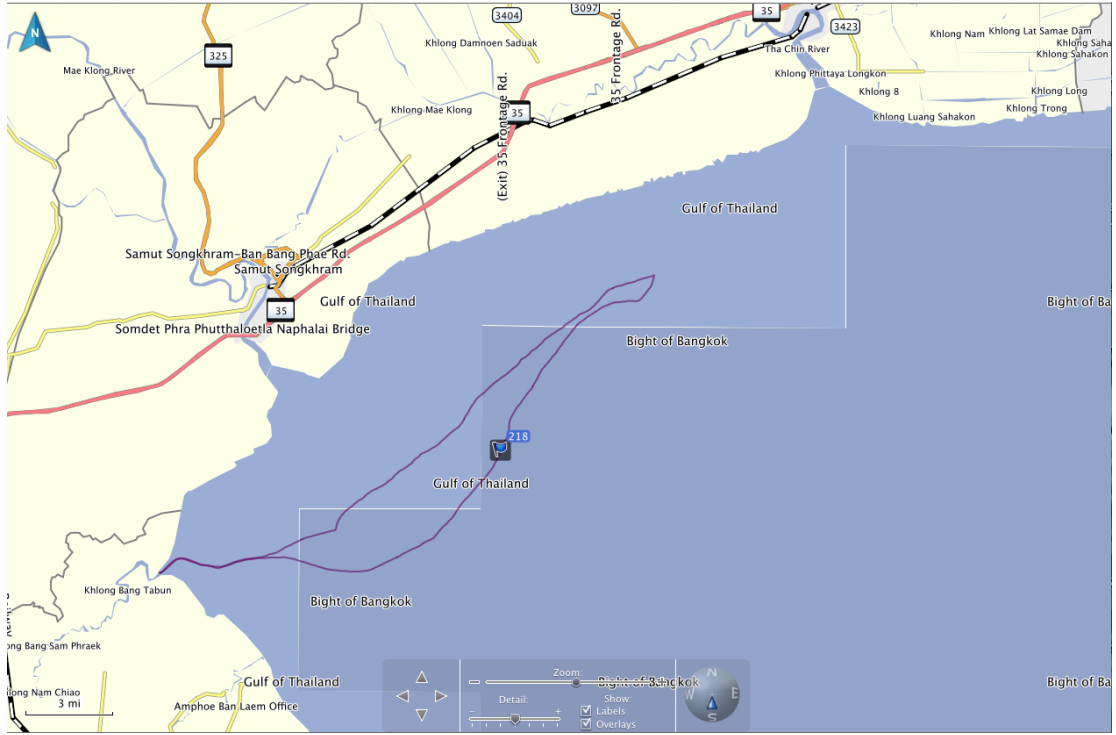 N
3404
3097
35
3423
325
Khlong Damnoen Saduak
Khlong Nam
Khlong Lat Samae Dam
Tha Chin River
Khlong Saha
Khlong Sahakon
Mae Klong River
35 Frontage Rd.
Khlong Phittaya Longkon
Khlong 8
Khlong Long
Khlong Mae Klong
35
Khlong Trong
Khlong Luang Sahakon
(Exit) 35 Frontage Rd.
Gulf of Thailand
Samut Songkhram-Ban Bang Phae Rd.
Samut Songkhram
Gulf of Thailand
Bight of Ba
35
Somdet Phra Phutthaloetla Naphalai Bridge
Bight of Bangkok
218
Gulf of Thailand
Khlong Bang Tabun
Bight of Bangkok
ong Bang Sam Phraek
Gulf of Thailand
Zoom:
Bight of Bangkok
Bight of Ba
N
W
E
S
long Nam Chiao
3 mi
Amphoe Ban Laem Office
Detail:
- +
Show:
Labels
Overlays